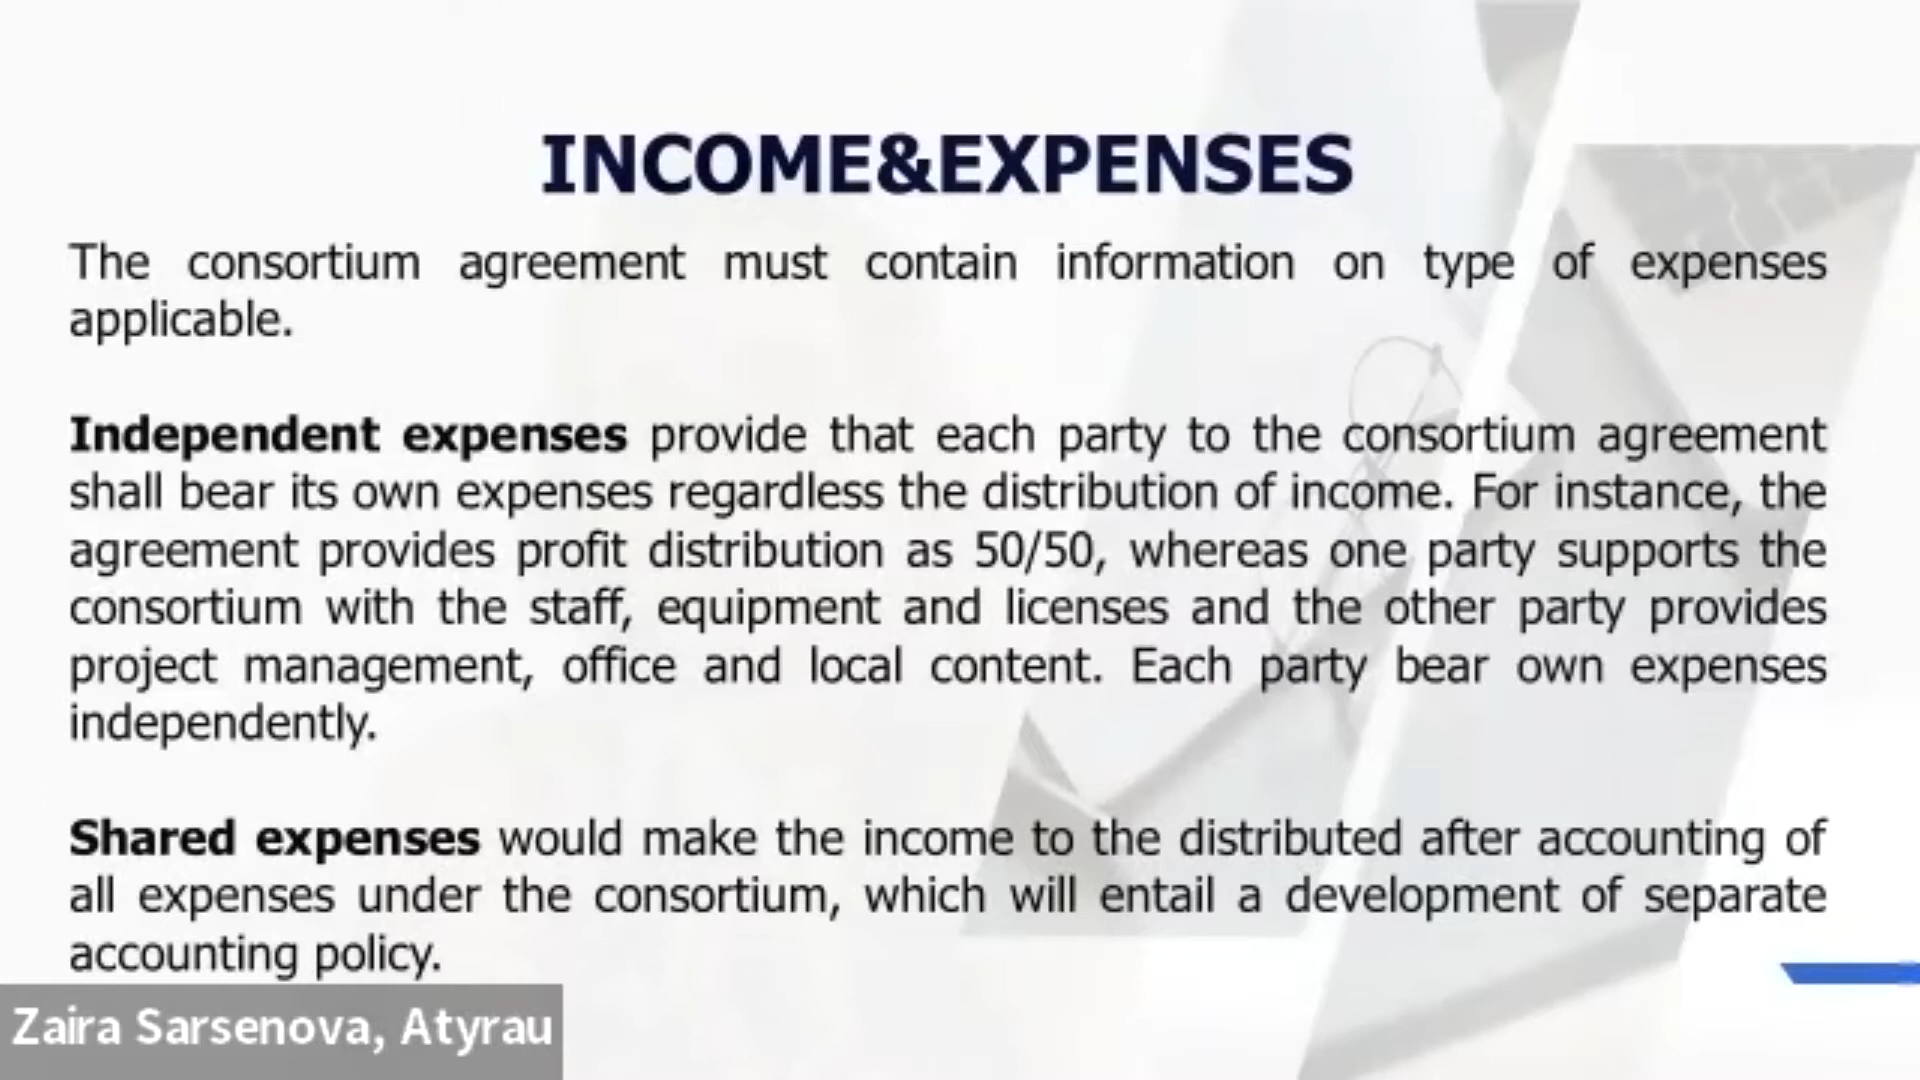 INCOME&EXPENSES
The consortium agreement must contain information on type of expenses
applicable.
Independent expenses provide that each party to the consortium agreement
shall bear its own expenses regardless the distribution of income. For instance, the
agreement provides profit distribution as 50/50, whereas one party supports the
consortium with the staff, equipment and licenses and the other party provides
project management, office and local content. Each party bear own expenses
independently.
Shared expenses would make the income to the distributed after accounting of
all expenses under the consortium, which will entail a development of separate
accounting policy.
Zaira Sarsenova, Atyrau